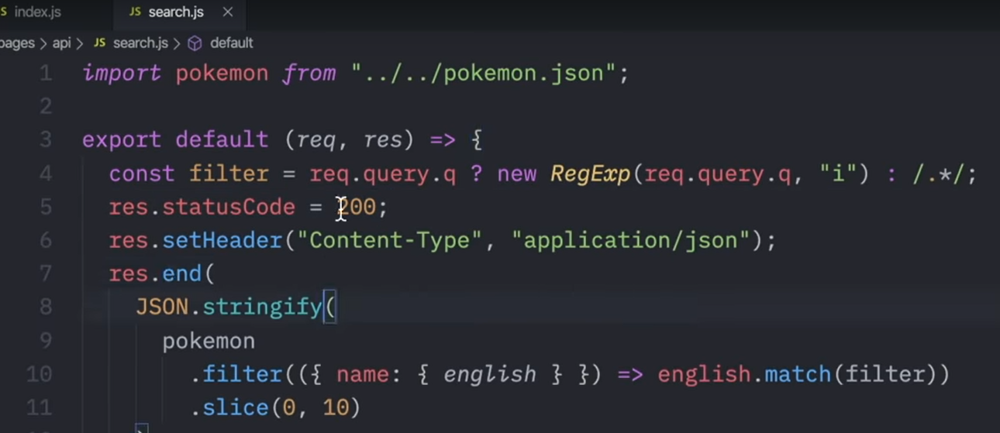 JS index.js
JS search.js ×
pages > api > JS search.js > default
1 import pokemon from "../../pokemon.json";
2
3 export default (req, res) => {
4 const filter = req.query.q ? new RegExp(req.query.q, "i") : /.*/;
5 res.statusCode = 200;
6 res.setHeader("Content-Type", "application/json");
7 res.end(
8 JSON.stringify(
9 pokemon
10 .filter(({ name: { english } }) => english.match(filter))
11 .slice(0, 10)